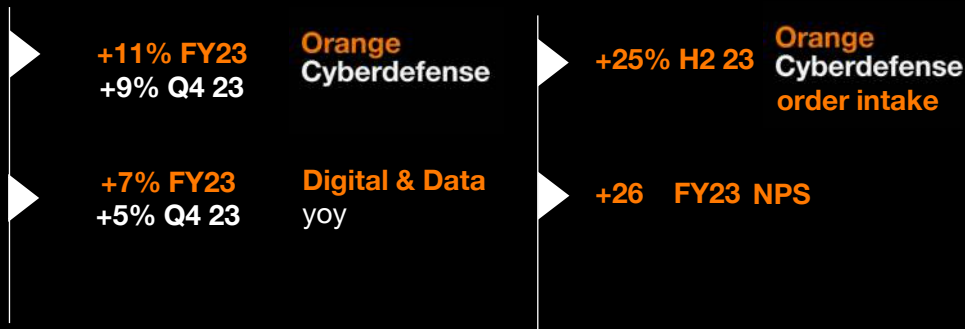 +11% FY23
+9% Q4 23
Orange
Cyberdefense
+7% FY23
+5% Q4 23
Digital & Data
yoy
+25% H2 23
Orange
Cyberdefense
order intake
+26 FY23 NPS